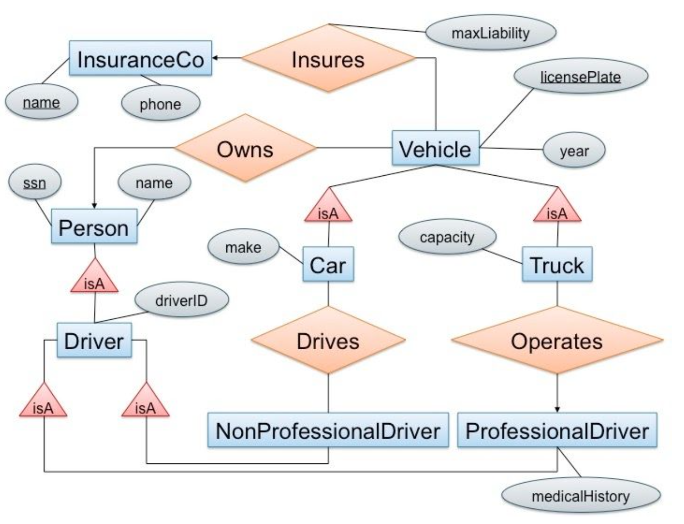 maxLiability
InsuranceCo
Insures
licensePlate
name
phone
Owns
Vehicle
year
ssn
name
isA
isA
Person
make
capacity
Car
Truck
isA
driverID
Driver
Drives
Operates
isA
isA
NonProfessionalDriver
ProfessionalDriver
medicalHistory